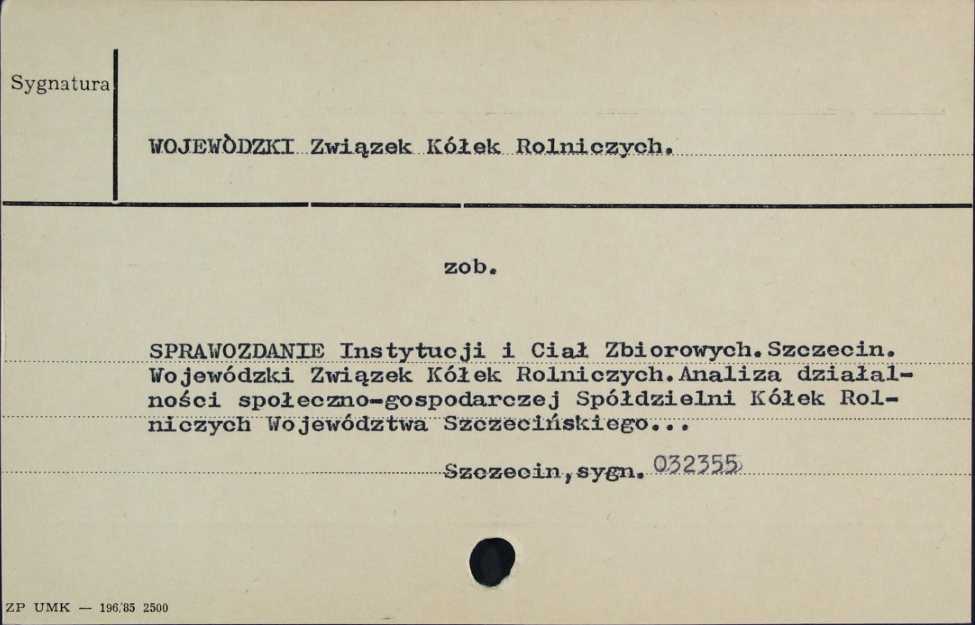 Sygnatura
WOJEWÒDZKI Związek Kółek Rolniczych.
zob.
SPRAWOZDANIE Instytucji i Ciał Zbiorowych.Szczecin.
Wojewódzki Związek Kółek Rolniczych.Analiza działal-
ności społeczno-gospodarczej Spółdzielni Kółek Rol-
niczych Województwa Szczecińskiego...
Szczecin,sygn. 032355
ZP UMK — 196/85 2500